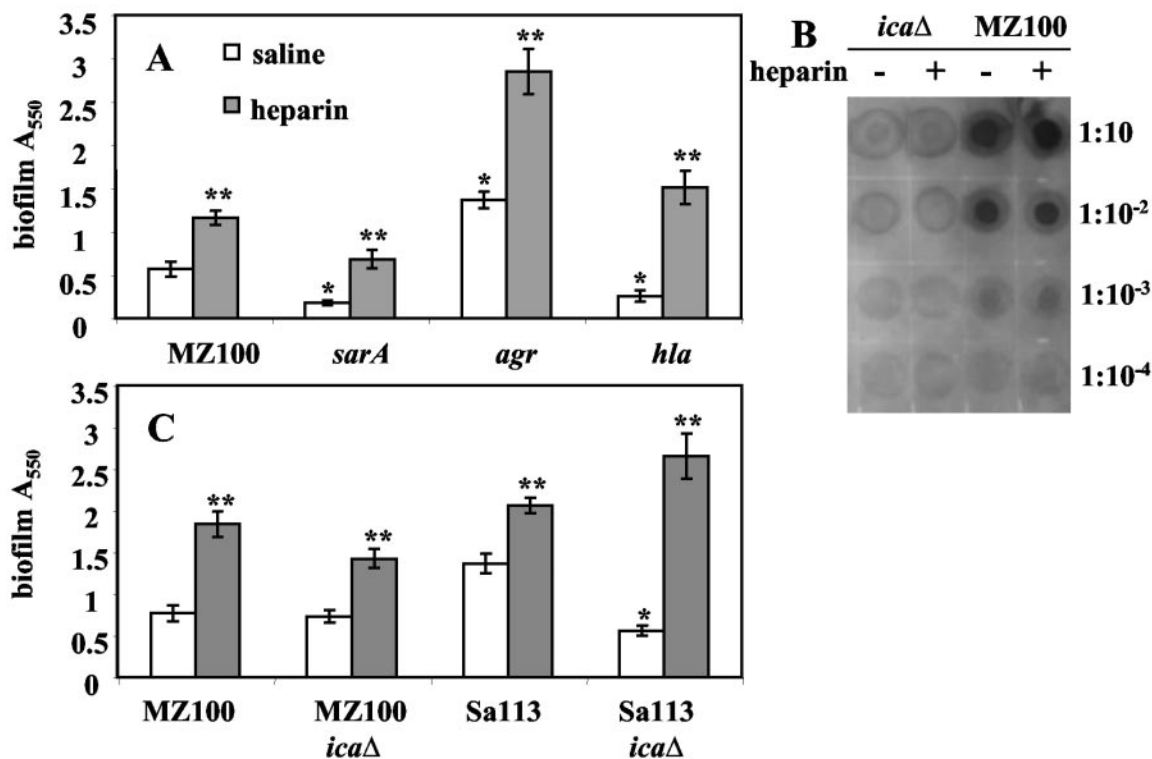 A
saline
heparin
biofilm A550
3.5
3
2.5
2
1.5
1
0.5
0
**
*
**
*
**
*
**
MZ100 sarA agr hla
B
icaΔ MZ100
heparin - + - +
1:10
1:10-2
1:10-3
1:10-4
C
biofilm A550
3.5
3
2.5
2
1.5
1
0.5
0
**
**
**
*
**
MZ100 MZ100 Sa113 Sa113
icaΔ icaΔ